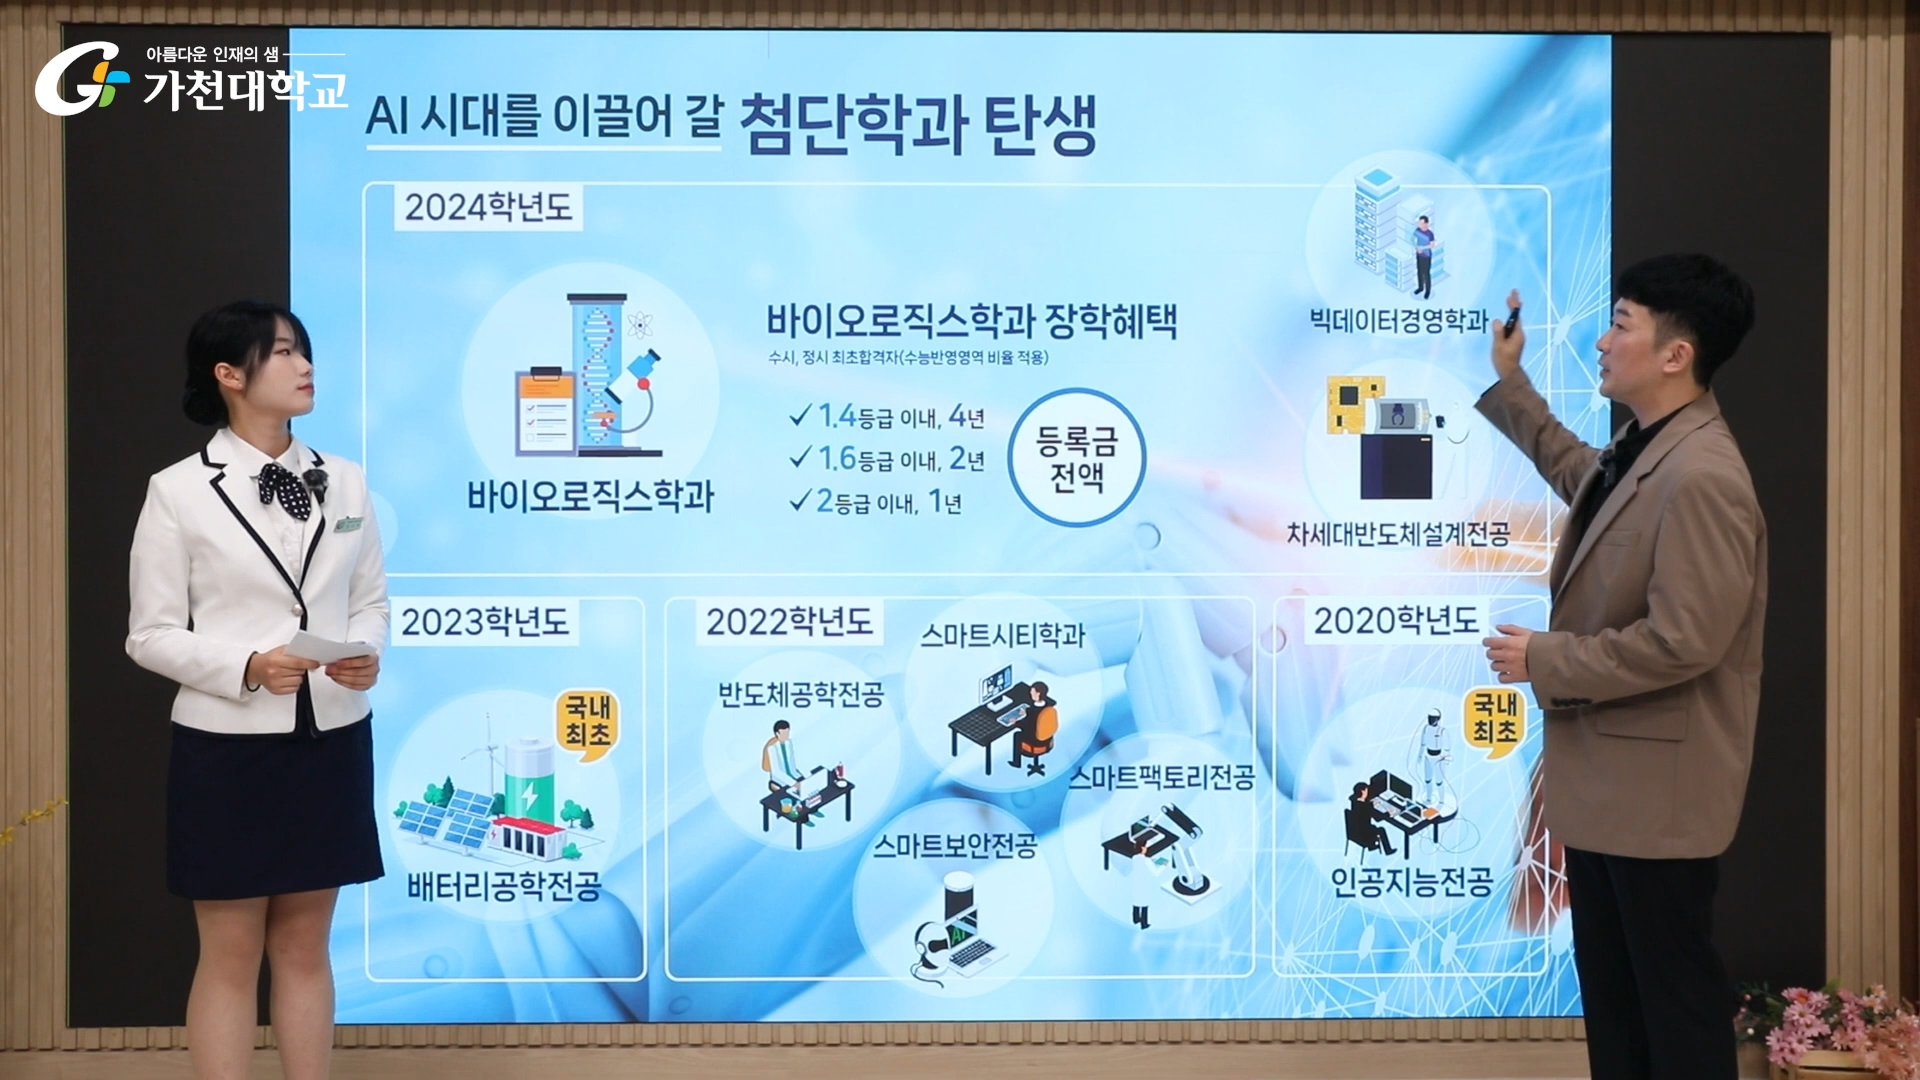 아름다운 인재의 샘
가천대학교
AI 시대를 이끌어 갈 첨단학과 탄생
2024학년도
바이오로직스학과
바이오로직스학과 장학혜택
수시, 정시 최초합격자(수능반영영역 비율 적용)
1.4등급 이내, 4년
1.6등급 이내, 2년
2등급 이내, 1년
등록금
전액
빅데이터경영학과
차세대반도체설계전공
2023학년도
국내
최초
배터리공학전공
2022학년도
스마트시티학과
반도체공학전공
스마트팩토리전공
스마트보안전공
AI
2020학년도
국내
최초
인공지능전공